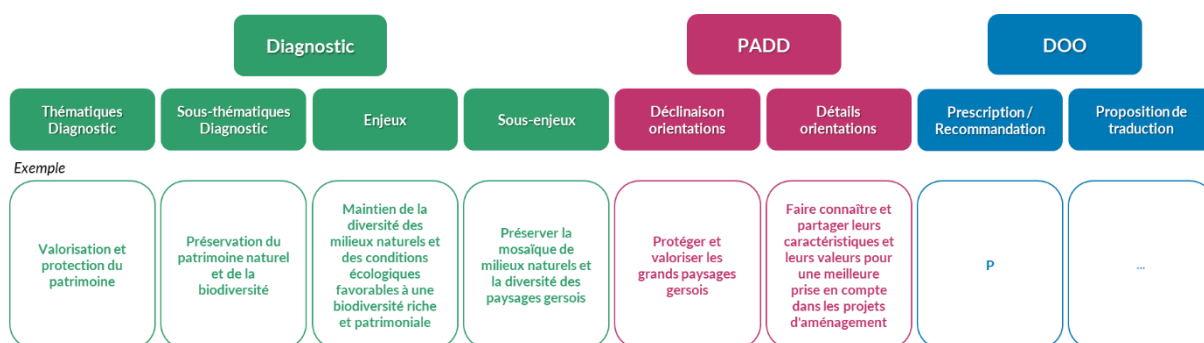 Diagnostic
PADD
DOO
Thématiques
Diagnostic
Sous-thématiques
Diagnostic
Enjeux
Sous-enjeux
Déclinaison
orientations
Détails
orientations
Prescription /
Recommandation
Proposition de
traduction
Exemple
Valorisation et
protection du
patrimoine
Préservation du
patrimoine naturel
et de la
biodiversité
Maintien de la
diversité des
milieux naturels et
des conditions
écologiques
favorables à une
biodiversité riche
et patrimoniale
Préserver la
mosaïque de
milieux naturels et
la diversité des
paysages gersois
Protéger et
valoriser les
grands paysages
gersois
Faire connaître et
partager leurs
caractéristiques et
leurs valeurs pour
une meilleure
prise en compte
dans les projets
d'aménagement
P
...